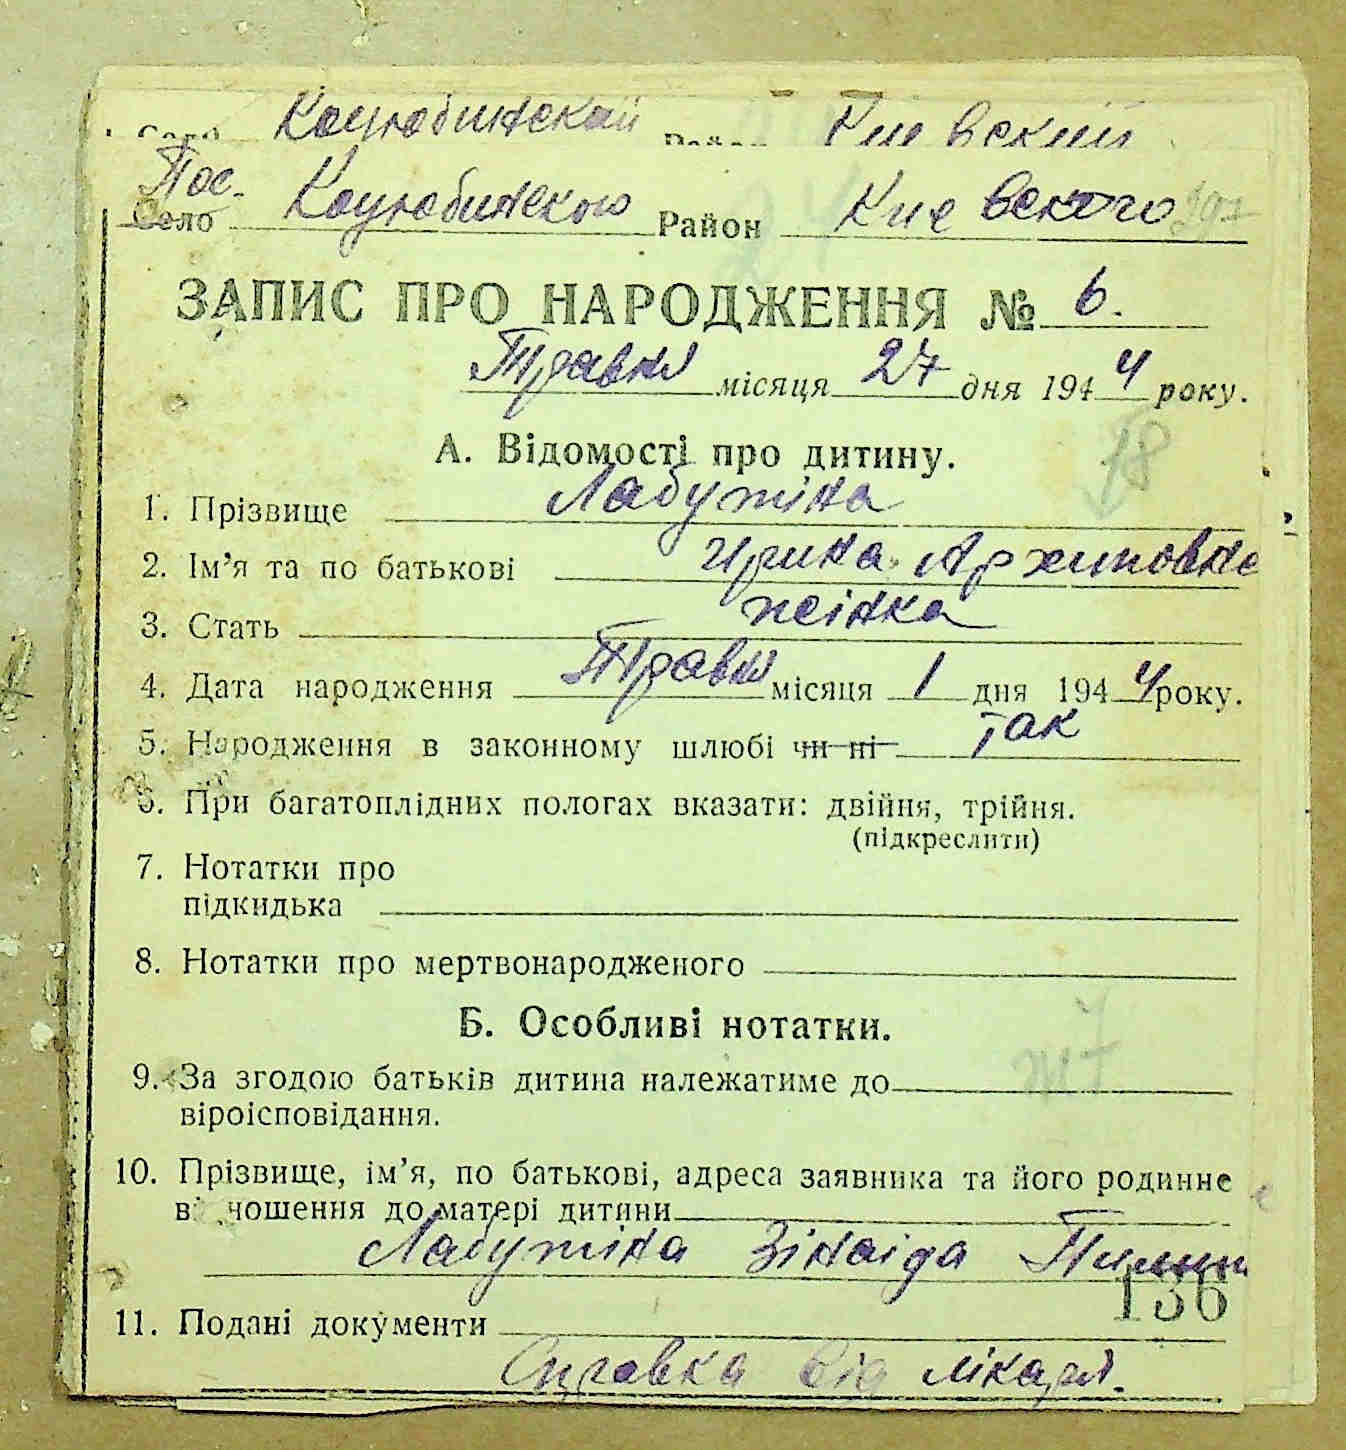 Село Коцюбинский Район Киевский
Пос.
Село Коцюбинского Район Киевского
ЗАПИС ПРО НАРОДЖЕННЯ № 6.
Травня місяця 27 дня 1944 року.
18
А. Відомості про дитину.
1. Прізвище Лабутіна
2. Ім'я та по батькові Ирина Архиповна
3. Стать жінка
4. Дата народження Травня місяця 1 дня 1944 року.
5. Народження в законному шлюбі чи ні так
6. При багатоплідних пологах вказати: двійня, трійня.
(підкреслити)
7. Нотатки про
підкидька
8. Нотатки про мертвонародженого
Б. Особливі нотатки.
9. За згодою батьків дитина належатиме до
віроісповідання.
10. Прізвище, ім'я, по батькові, адреса заявника та його родинне
відношення до матері дитини
Лабутіна Зінаіда
136
11. Подані документи
Справка від лікаря.